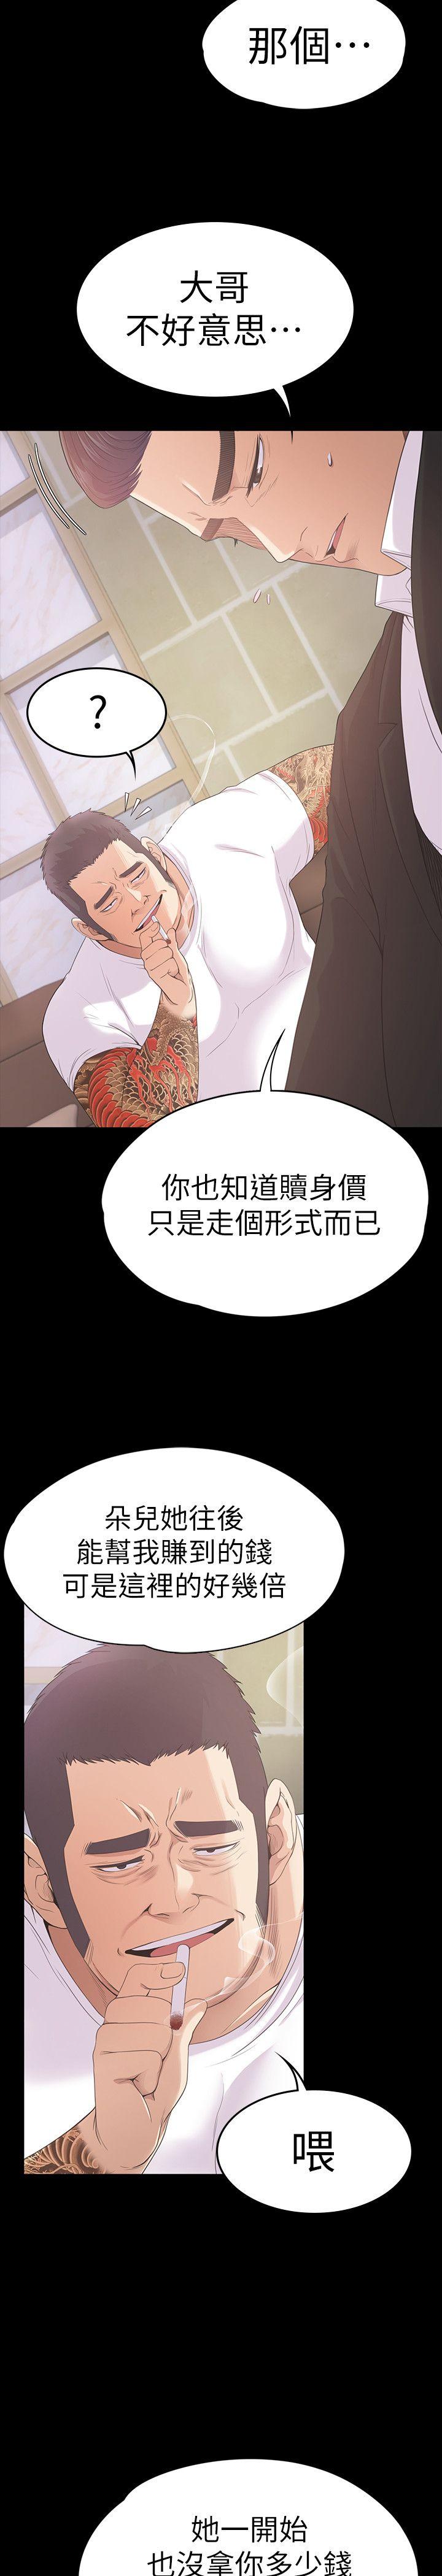 那個…
大哥
不好意思…
?
你也知道贖身價
只是走個形式而已
朵兒她往後
能幫我賺到的錢
可是這裡的好幾倍
喂
她一開始
也沒拿你多少錢